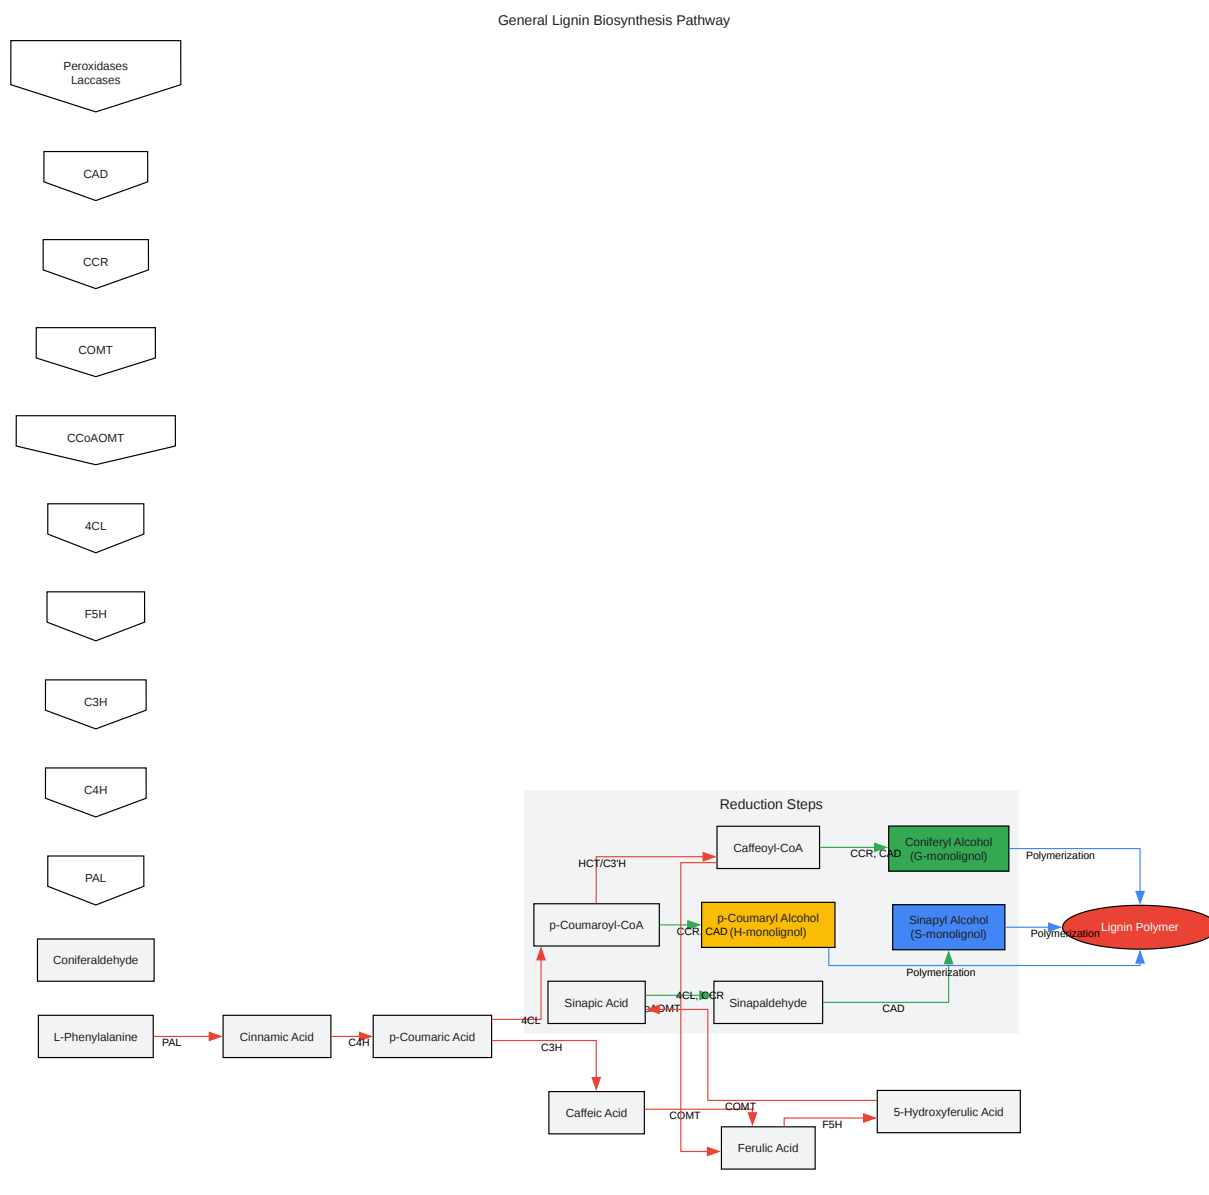 General Lignin Biosynthesis Pathway
Peroxidases
Laccases
CAD
CCR
COMT
CCoAOMT
4CL
F5H
C3H
C4H
PAL
Coniferaldehyde
L-Phenylalanine
PAL
Cinnamic Acid
C4H
p-Coumaric Acid
4CL
C3H
Reduction Steps
HCT/C3'H
Caffeoyl-CoA
CCR, CAD
Coniferyl Alcohol
(G-monolignol)
Polymerization
p-Coumaroyl-CoA
CCR, CAD
p-Coumaryl Alcohol
(H-monolignol)
Sinapyl Alcohol
(S-monolignol)
Polymerization
Lignin Polymer
Polymerization
Sinapic Acid
4CL, CCR
Sinapaldehyde
CAD
Caffeic Acid
COMT
COMT
Ferulic Acid
F5H
5-Hydroxyferulic Acid